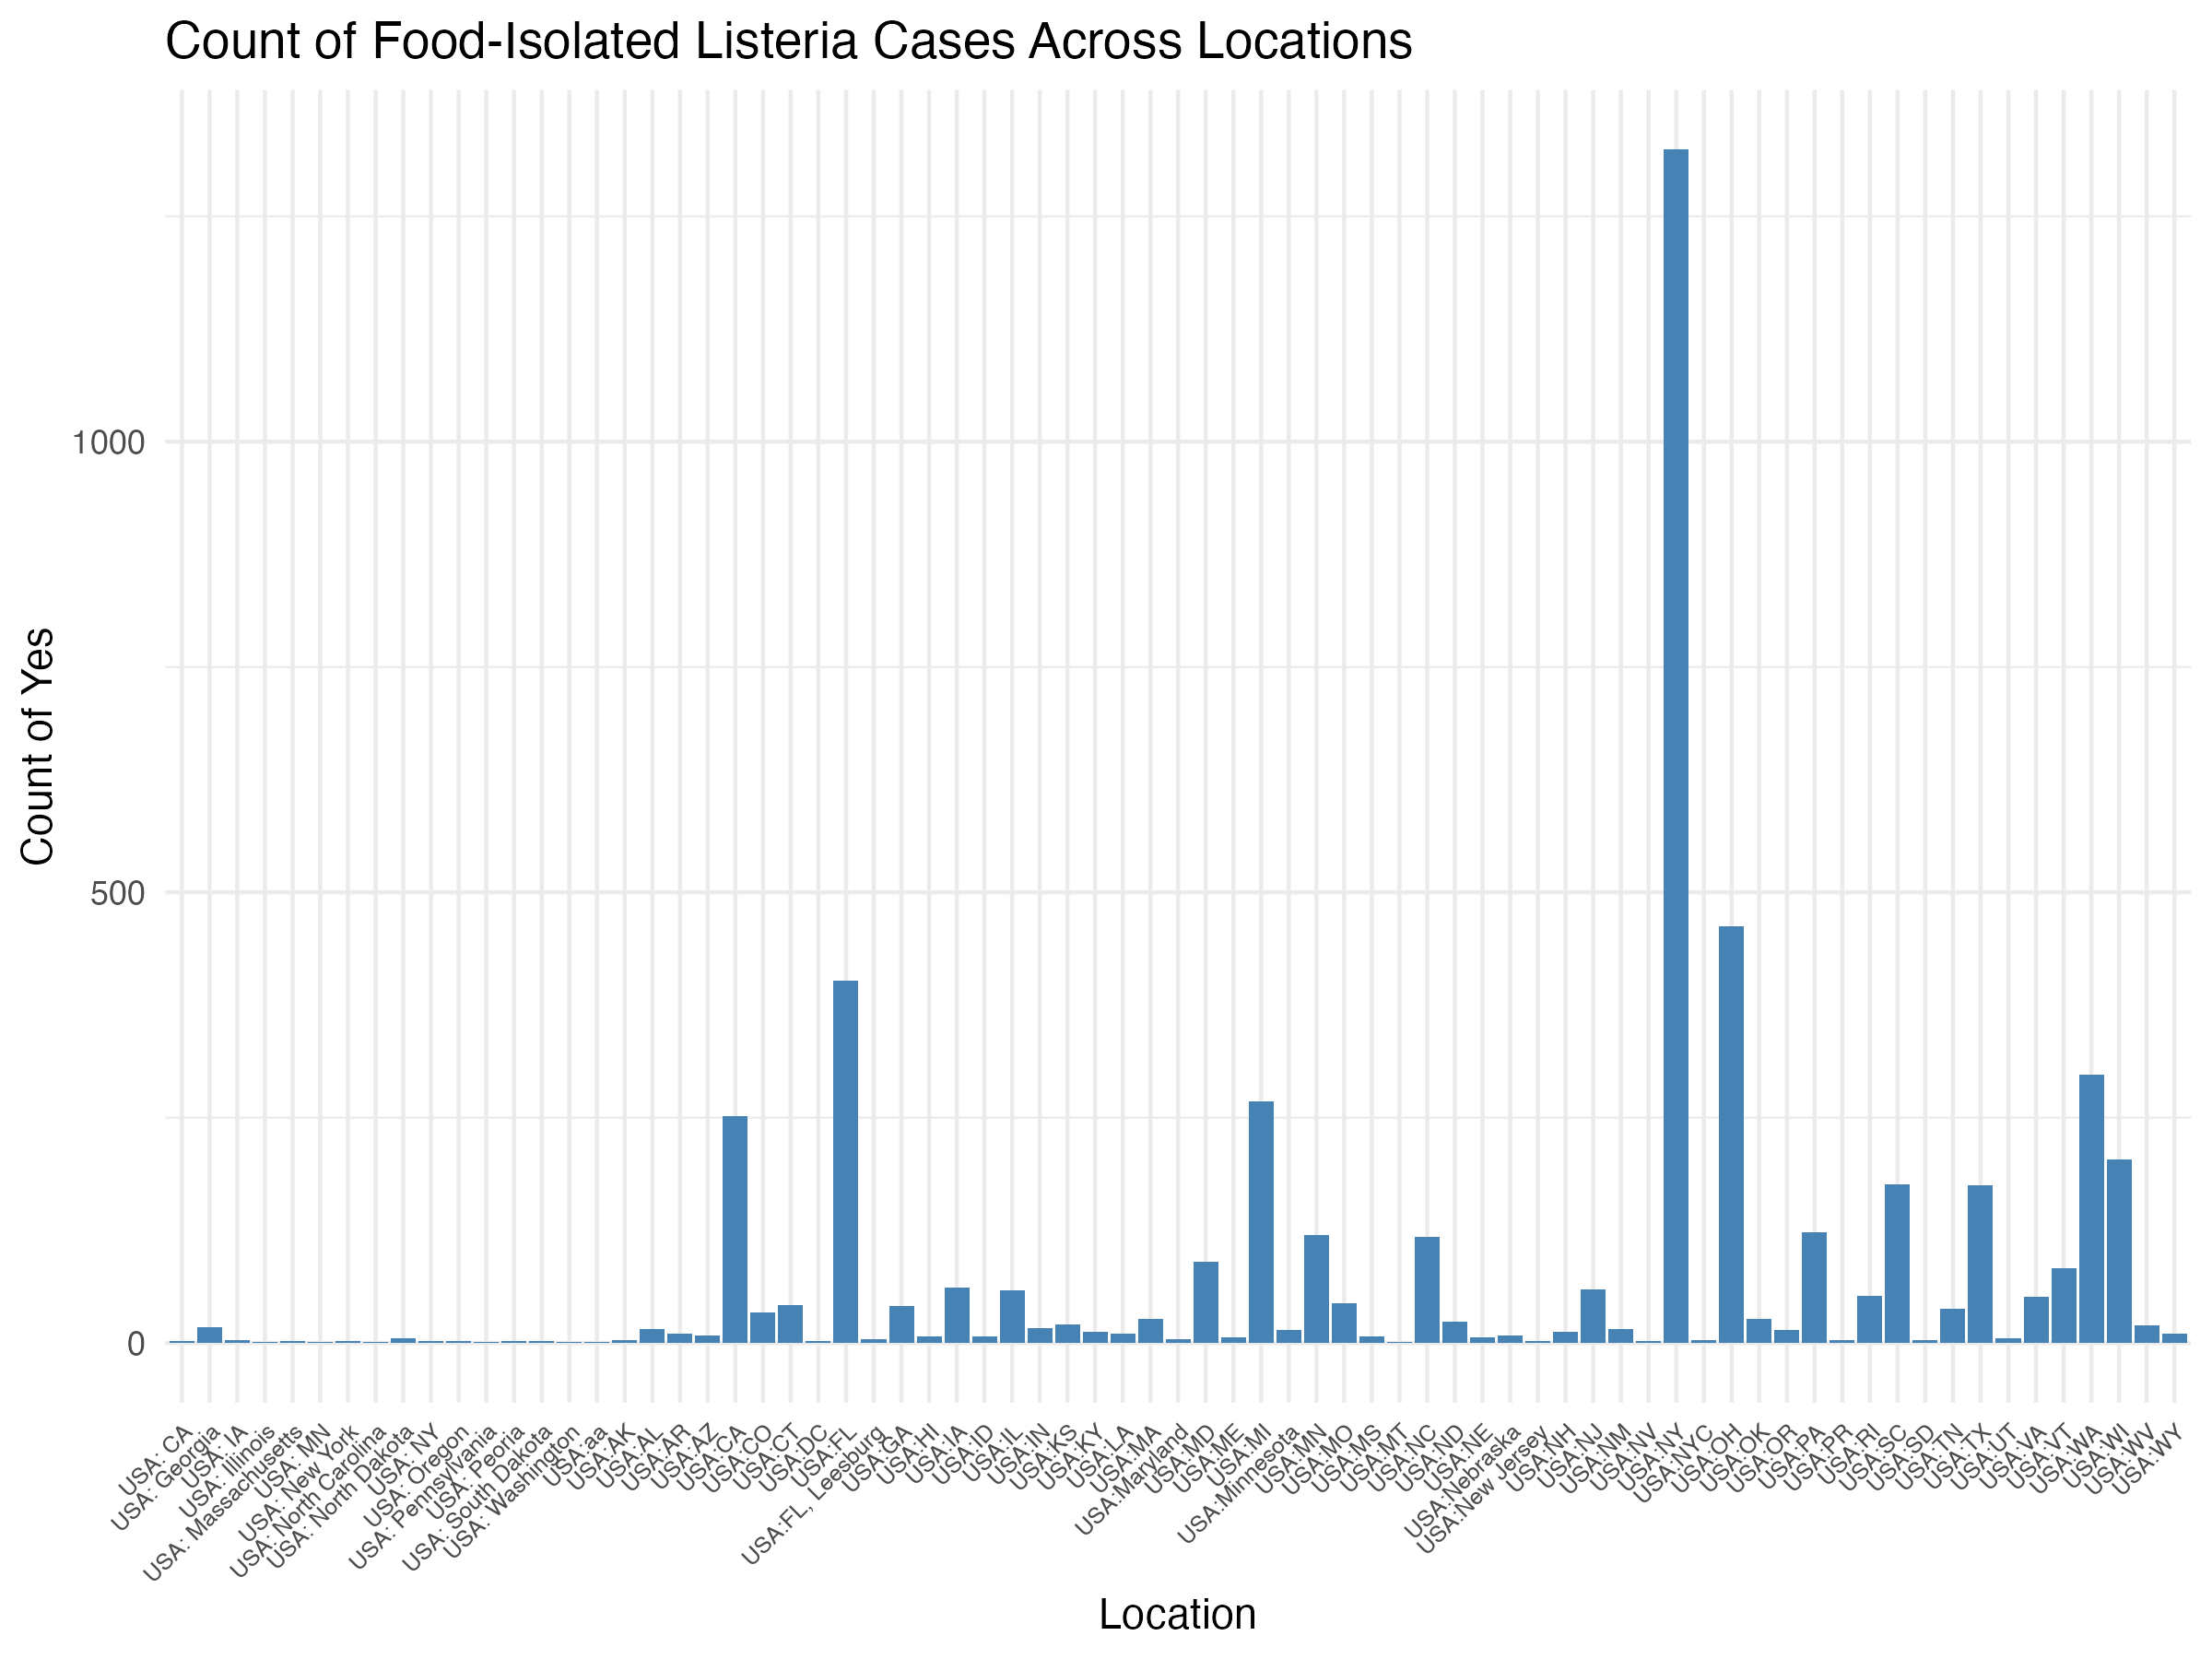 Count of Food-Isolated Listeria Cases Across Locations
Count of Yes
1000
500
0
USA: CA
USA: Georgia
USA: IA
USA: Illinois
USA: Massachusetts
USA: MN
USA: New York
USA: North Carolina
USA: North Dakota
USA: NY
USA: Oregon
USA: Pennsylvania
USA: Peoria
USA: South Dakota
USA: Washington
USA:aa
USA:AK
USA:AL
USA:AR
USA:AZ
USA:CA
USA:CO
USA:CT
USA:DC
USA:FL
USA:FL, Leesburg
USA:GA
USA:HI
USA:IA
USA:ID
USA:IL
USA:IN
USA:KS
USA:KY
USA:LA
USA:MA
USA:Maryland
USA:MD
USA:ME
USA:MI
USA:Minnesota
USA:MN
USA:MO
USA:MS
USA:MT
USA:NC
USA:ND
USA:NE
USA:Nebraska
USA:New Jersey
USA:NH
USA:NJ
USA:NM
USA:NV
USA:NY
USA:NYC
USA:OH
USA:OK
USA:OR
USA:PA
USA:PR
USA:RI
USA:SC
USA:SD
USA:TN
USA:TX
USA:UT
USA:VA
USA:VT
USA:WA
USA:WI
USA:WV
USA:WY
Location